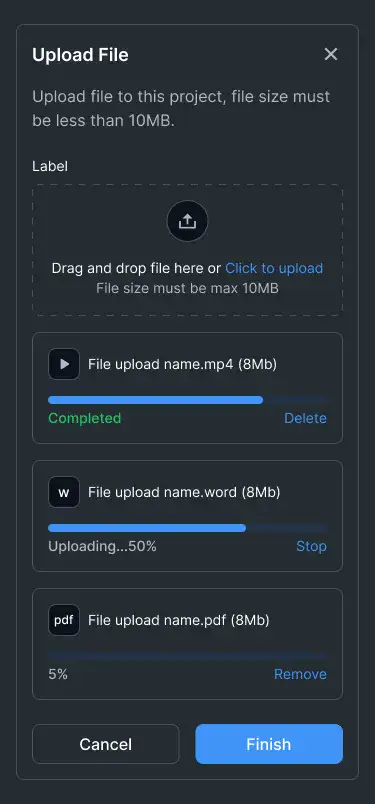 Upload File
Upload file to this project, file size must
be less than 10MB.
Label
Drag and drop file here or Click to upload
File size must be max 10MB
File upload name.mp4 (8Mb)
Completed Delete
w File upload name.word (8Mb)
Uploading...50% Stop
pdf File upload name.pdf (8Mb)
5% Remove
Cancel Finish